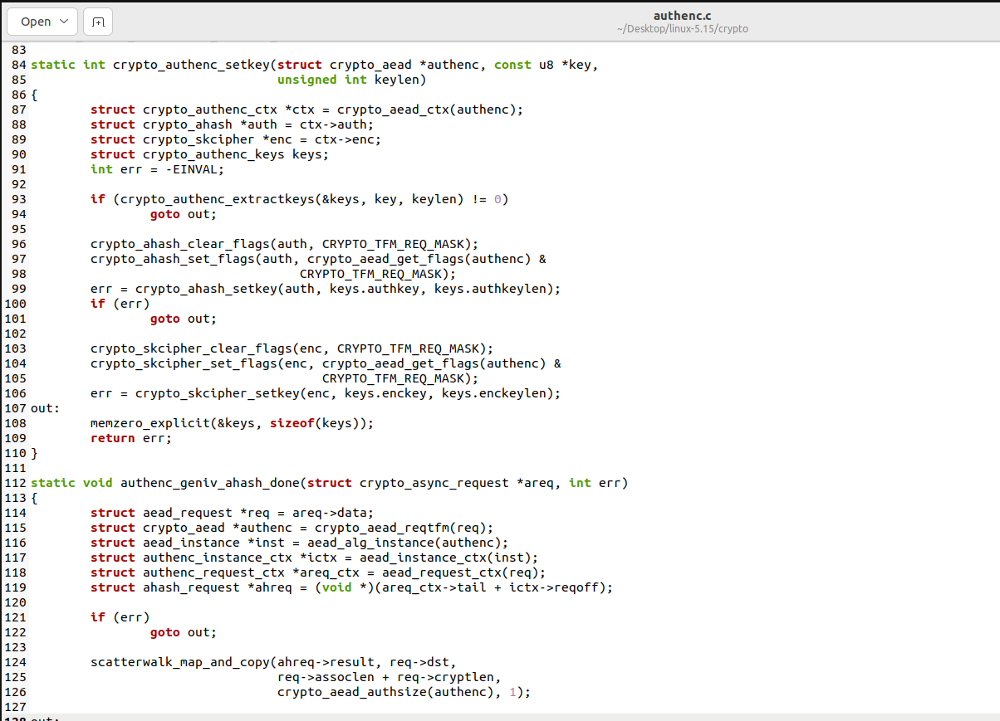 Open
authenc.c
~/Desktop/linux-5.15/crypto
83
84 static int crypto_authenc_setkey(struct crypto_aead *authenc, const u8 *key,
85                                  unsigned int keylen)
86 {
87         struct crypto_authenc_ctx *ctx = crypto_aead_ctx(authenc);
88         struct crypto_ahash *auth = ctx->auth;
89         struct crypto_skcipher *enc = ctx->enc;
90         struct crypto_authenc_keys keys;
91         int err = -EINVAL;
92
93         if (crypto_authenc_extractkeys(&keys, key, keylen) != 0)
94                 goto out;
95
96         crypto_ahash_clear_flags(auth, CRYPTO_TFM_REQ_MASK);
97         crypto_ahash_set_flags(auth, crypto_aead_get_flags(authenc) &
98                                     CRYPTO_TFM_REQ_MASK);
99         err = crypto_ahash_setkey(auth, keys.authkey, keys.authkeylen);
100         if (err)
101                 goto out;
102
103         crypto_skcipher_clear_flags(enc, CRYPTO_TFM_REQ_MASK);
104         crypto_skcipher_set_flags(enc, crypto_aead_get_flags(authenc) &
105                                        CRYPTO_TFM_REQ_MASK);
106         err = crypto_skcipher_setkey(enc, keys.enckey, keys.enckeylen);
107 out:
108         memzero_explicit(&keys, sizeof(keys));
109         return err;
110 }
111
112 static void authenc_geniv_ahash_done(struct crypto_async_request *areq, int err)
113 {
114         struct aead_request *req = areq->data;
115         struct crypto_aead *authenc = crypto_aead_reqtfm(req);
116         struct aead_instance *inst = aead_alg_instance(authenc);
117         struct authenc_instance_ctx *ictx = aead_instance_ctx(inst);
118         struct authenc_request_ctx *areq_ctx = aead_request_ctx(req);
119         struct ahash_request *ahreq = (void *)(areq_ctx->tail + ictx->reqoff);
120
121         if (err)
122                 goto out;
123
124         scatterwalk_map_and_copy(ahreq->result, req->dst,
125                                  req->assoclen + req->cryptlen,
126                                  crypto_aead_authsize(authenc), 1);
127
128 out: